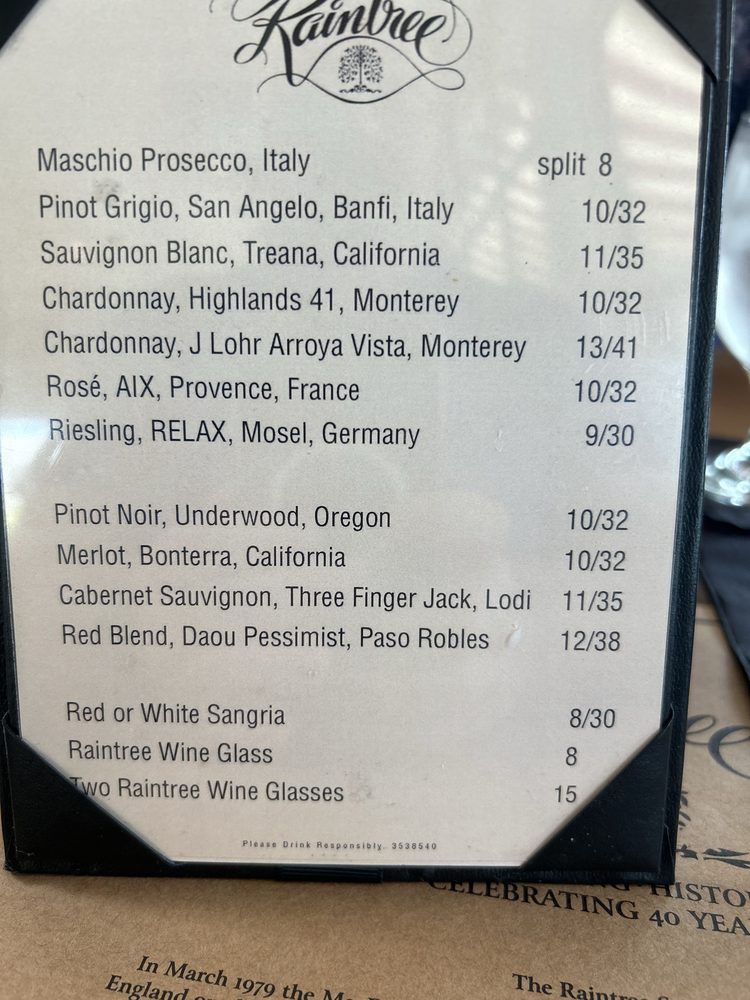 Raintree
Maschio Prosecco, Italy split 8
Pinot Grigio, San Angelo, Banfi, Italy 10/32
Sauvignon Blanc, Treana, California 11/35
Chardonnay, Highlands 41, Monterey 10/32
Chardonnay, J Lohr Arroya Vista, Monterey 13/41
Rosé, AIX, Provence, France 10/32
Riesling, RELAX, Mosel, Germany 9/30
Pinot Noir, Underwood, Oregon 10/32
Merlot, Bonterra, California 10/32
Cabernet Sauvignon, Three Finger Jack, Lodi 11/35
Red Blend, Daou Pessimist, Paso Robles 12/38
Red or White Sangria 8/30
Raintree Wine Glass 8
Two Raintree Wine Glasses 15
Please Drink Responsibly. 3538540
CELEBRATING 40
In March 1979 the
England
The Raintree